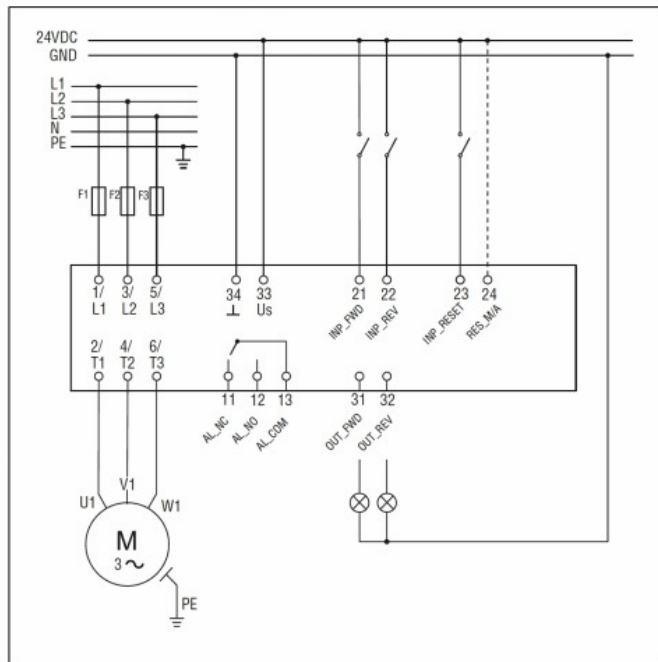 24VDC
GND
L1
L2
L3
N
PE
F1 F2 F3
1/ 3/ 5/ 34 33 21 22 23 24
L1 L2 L3 ⊥ Us INP_FWD INP_REV INP_RESET RES_M/A
2/ 4/ 6/
T1 T2 T3
11 12 13 31 32
AL_NC AL_NO AL_COM OUT_FWD OUT_REV
U1 V1 W1
M
3 ~
PE